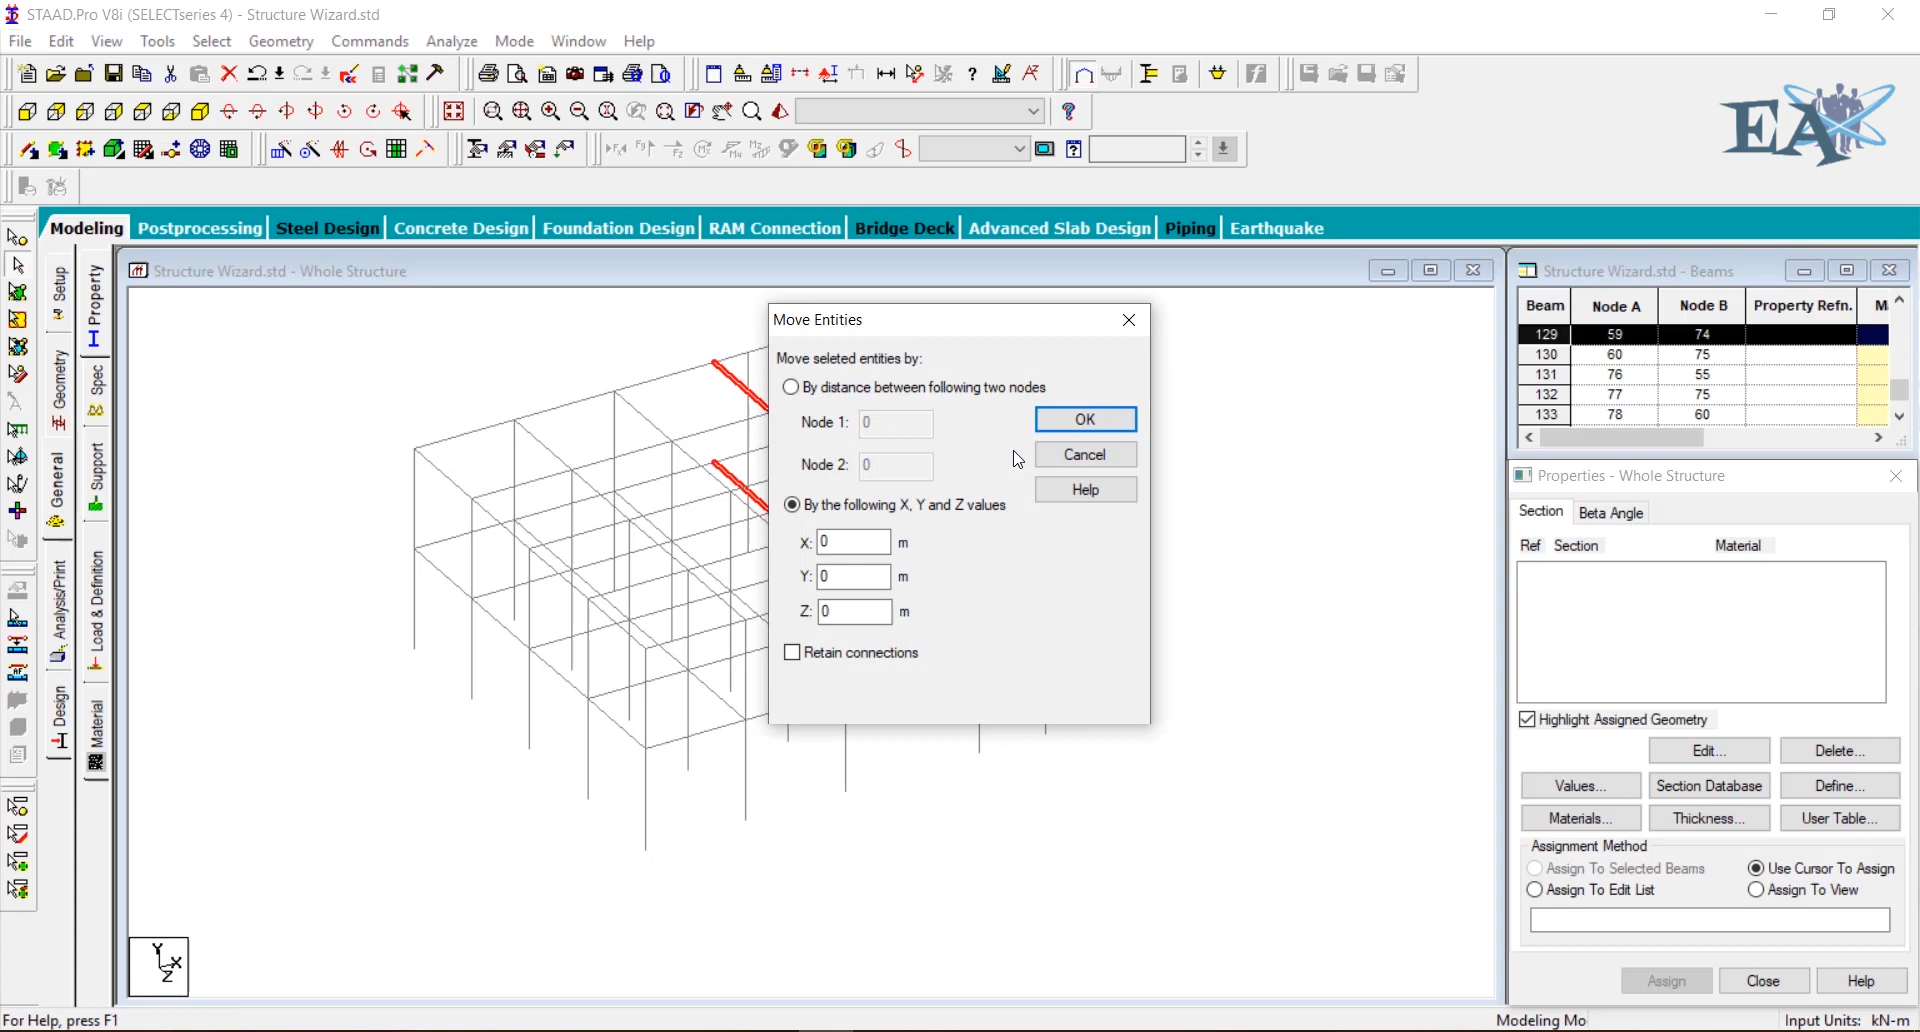 STAAD.Pro V8i (SELECTseries 4) - Structure Wizard.std
File Edit View Tools Select Geometry Commands Analyze Mode Window Help
EA
Modeling Postprocessing Steel Design Concrete Design Foundation Design RAM Connection Bridge Deck Advanced Slab Design Piping Earthquake
Setup
Geometry
General
Analysis/Print
Design
Property
Spec
Support
Load & Definition
Material
Structure Wizard.std - Whole Structure
Move Entities
Move seleted entities by:
By distance between following two nodes
Node 1: 0
Node 2: 0
OK
Cancel
Help
By the following X, Y and Z values
X: 0 m
Y: 0 m
Z: 0 m
Retain connections
Y
X
Z
Structure Wizard.std - Beams
Beam Node A Node B Property Refn. M
129 59 74
130 60 75
131 76 55
132 77 75
133 78 60
Properties - Whole Structure
Section Beta Angle
Ref Section Material
Highlight Assigned Geometry
Edit... Delete...
Values... Section Database Define...
Materials... Thickness... User Table...
Assignment Method
Assign To Selected Beams Use Cursor To Assign
Assign To Edit List Assign To View
Assign Close Help
For Help, press F1
Modeling Mo
Input Units: kN-m